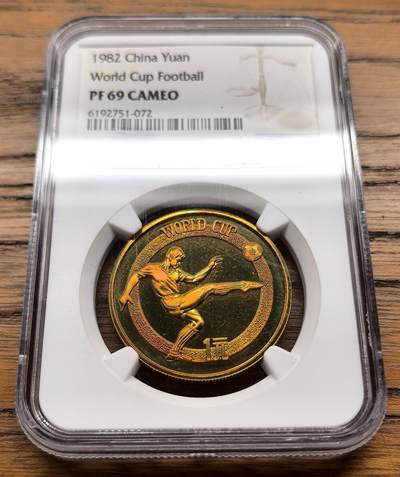 1982 China Yuan
World Cup Football
PF 69 CAMEO
6192751-072
WORLD CUP
1元